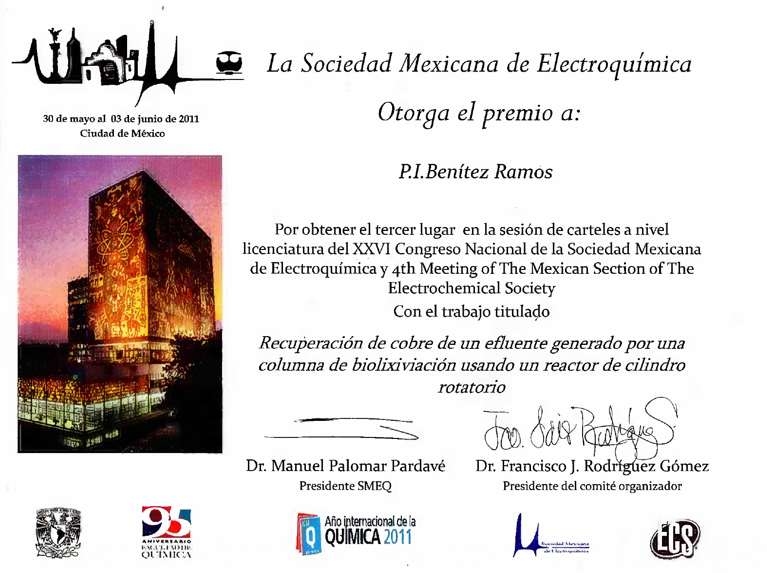 La Sociedad Mexicana de Electroquímica
30 de mayo al 03 de junio de 2011
Ciudad de México
Otorga el premio a:
P.I.Benítez Ramos
Por obtener el tercer lugar en la sesión de carteles a nivel
licenciatura del XXVI Congreso Nacional de la Sociedad Mexicana
de Electroquímica y 4th Meeting of The Mexican Section of The
Electrochemical Society
Con el trabajo titulado
Recuperación de cobre de un efluente generado por una
columna de biolixiviación usando un reactor de cilindro
rotatorio
Dr. Manuel Palomar Pardavé
Presidente SMEQ
Dr. Francisco J. Rodríguez Gómez
Presidente del comité organizador
95
ANIVERSARIO
FACULTAD DE
QUÍMICA
Q
Año internacional de la
QUÍMICA 2011
Sociedad Mexicana
de Electroquímica
ECS